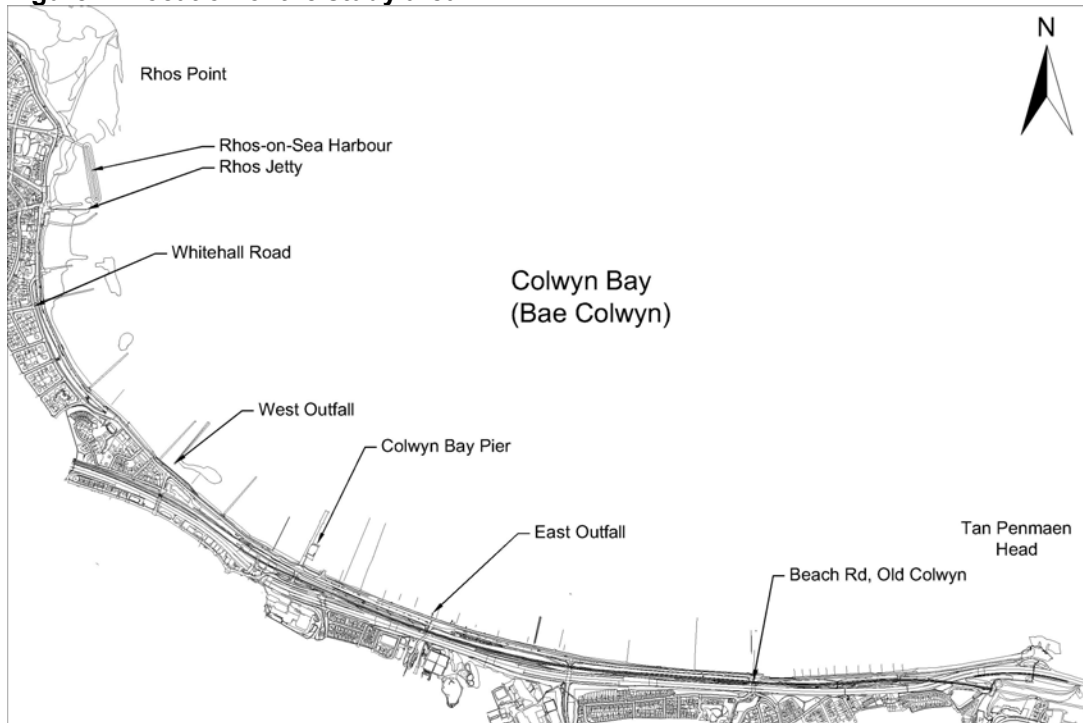 N
Rhos Point
Rhos-on-Sea Harbour
Rhos Jetty
Whitehall Road
Colwyn Bay
(Bae Colwyn)
West Outfall
Colwyn Bay Pier
East Outfall
Tan Penmaen
Head
Beach Rd, Old Colwyn